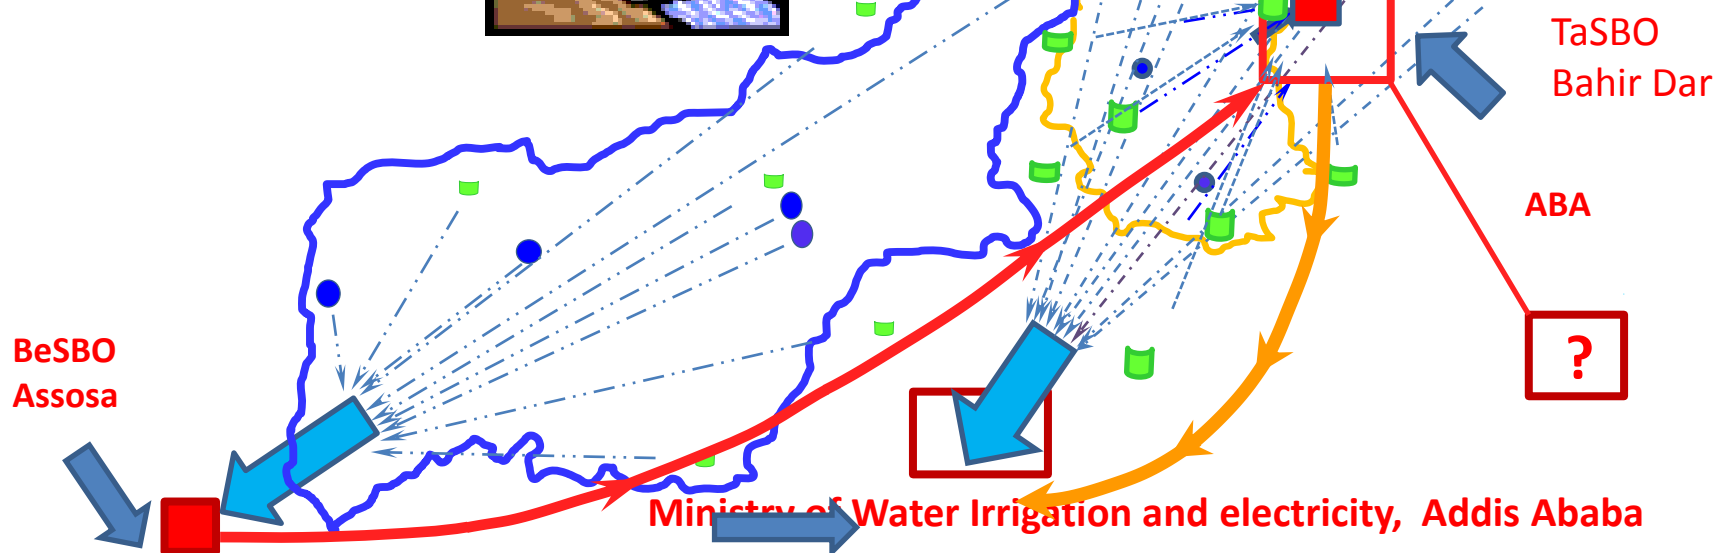 TaSBO
Bahir Dar
ABA
BeSBO
Assosa
?
Ministry of Water Irrigation and electricity, Addis Ababa